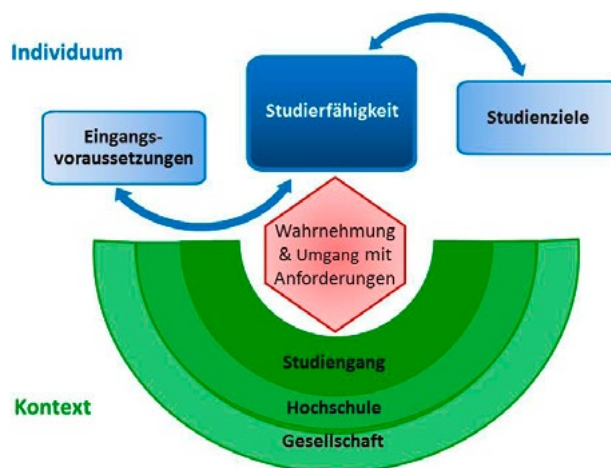 Individuum
Studierfähigkeit
Studienziele
Eingangs-
voraussetzungen
Wahrnehmung
& Umgang mit
Anforderungen
Studiengang
Hochschule
Kontext
Gesellschaft